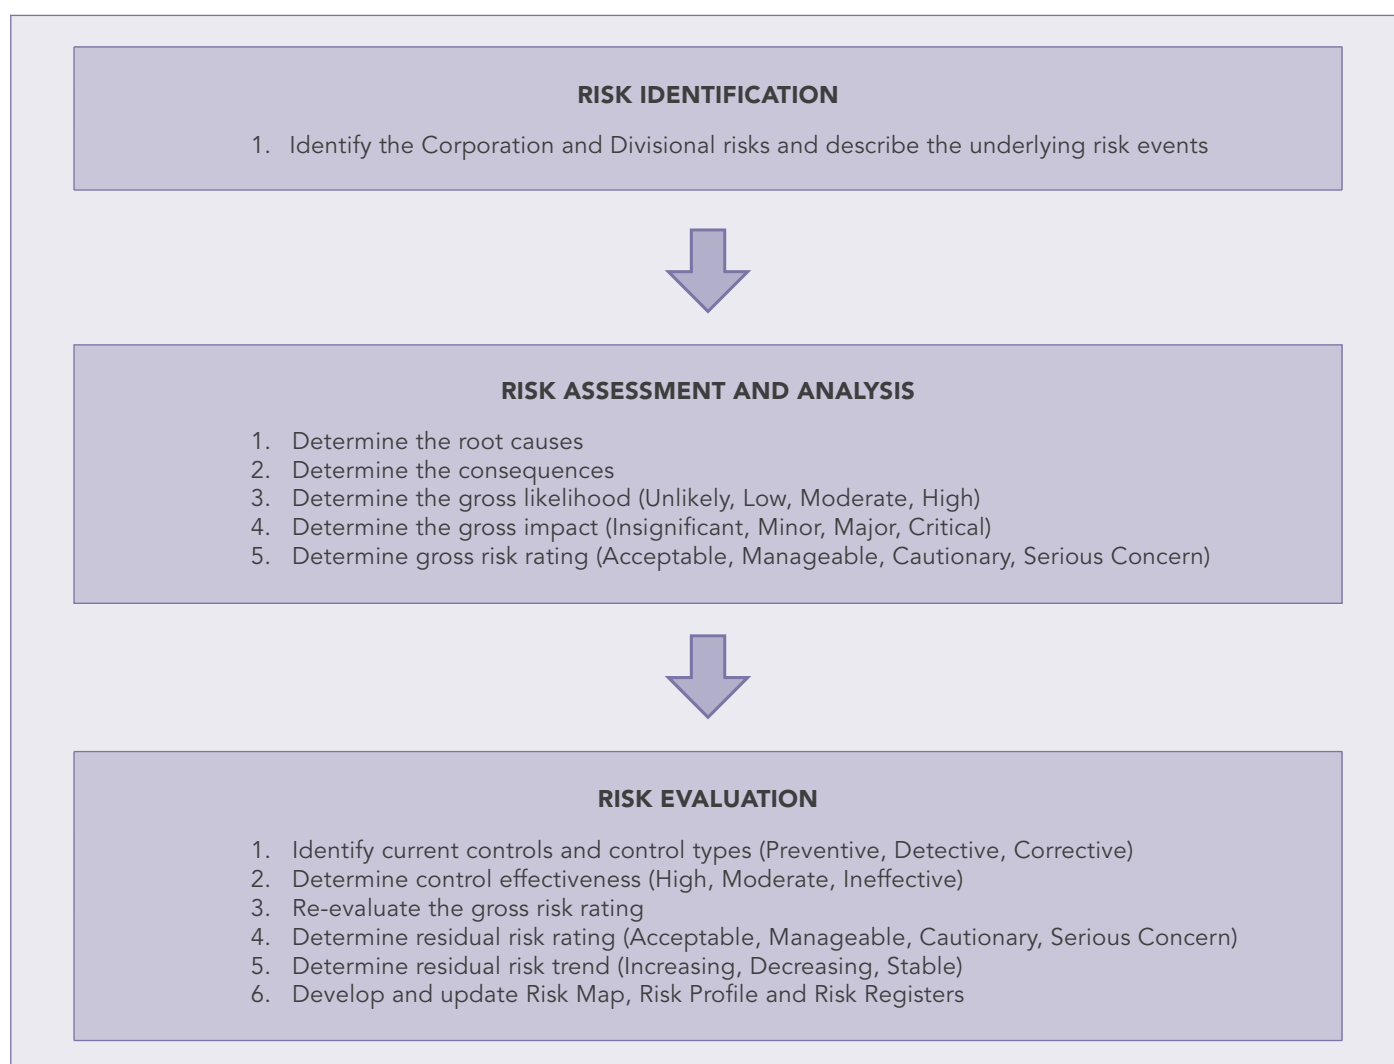 RISK IDENTIFICATION
1. Identify the Corporation and Divisional risks and describe the underlying risk events
RISK ASSESSMENT AND ANALYSIS
1. Determine the root causes
2. Determine the consequences
3. Determine the gross likelihood (Unlikely, Low, Moderate, High)
4. Determine the gross impact (Insignificant, Minor, Major, Critical)
5. Determine gross risk rating (Acceptable, Manageable, Cautionary, Serious Concern)
RISK EVALUATION
1. Identify current controls and control types (Preventive, Detective, Corrective)
2. Determine control effectiveness (High, Moderate, Ineffective)
3. Re-evaluate the gross risk rating
4. Determine residual risk rating (Acceptable, Manageable, Cautionary, Serious Concern)
5. Determine residual risk trend (Increasing, Decreasing, Stable)
6. Develop and update Risk Map, Risk Profile and Risk Registers